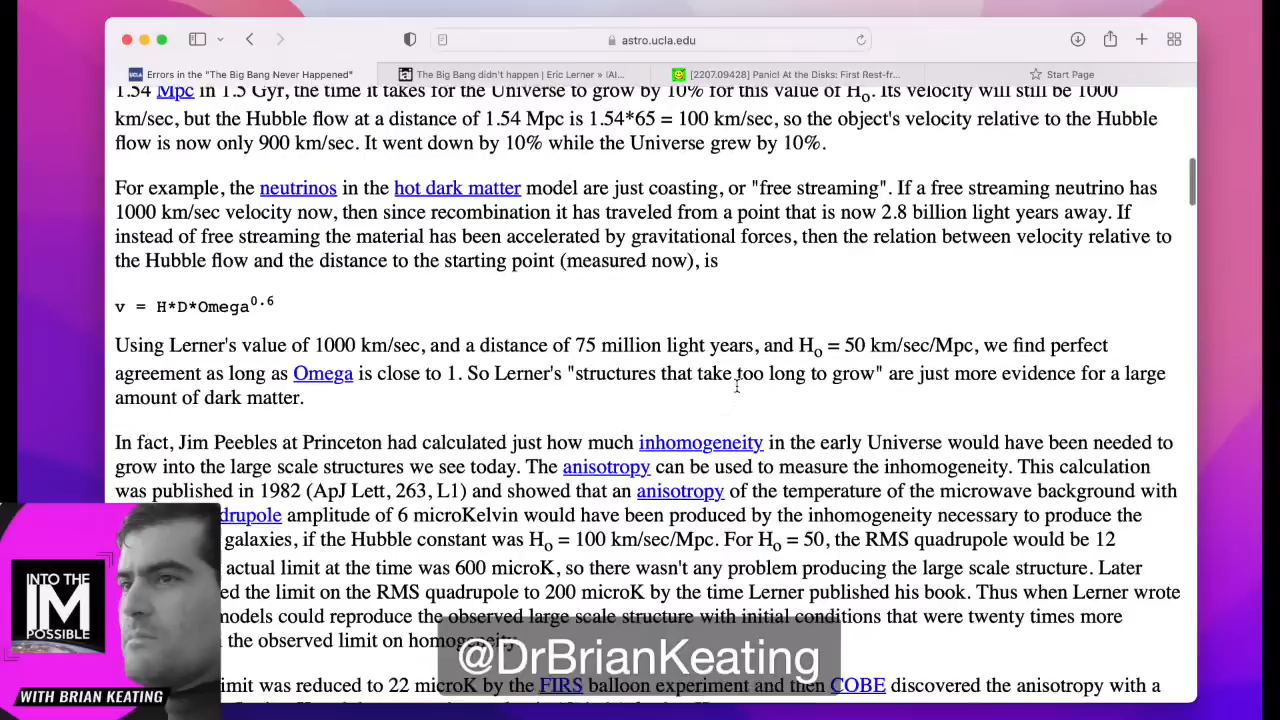 astro.ucla.edu
UCLA Errors in the "The Big Bang Never Happened"
The Big Bang didn't happen | Eric Lerner » (AI...
[2207.09428] Panic! At the Disks: First Rest-fr...
Start Page
1.54 Mpc in 1.5 Gyr, the time it takes for the Universe to grow by 10% for this value of Ho. Its velocity will still be 1000
km/sec, but the Hubble flow at a distance of 1.54 Mpc is 1.54*65 = 100 km/sec, so the object's velocity relative to the Hubble
flow is now only 900 km/sec. It went down by 10% while the Universe grew by 10%.
For example, the neutrinos in the hot dark matter model are just coasting, or "free streaming". If a free streaming neutrino has
1000 km/sec velocity now, then since recombination it has traveled from a point that is now 2.8 billion light years away. If
instead of free streaming the material has been accelerated by gravitational forces, then the relation between velocity relative to
the Hubble flow and the distance to the starting point (measured now), is
v = H*D*Omega0.6
Using Lerner's value of 1000 km/sec, and a distance of 75 million light years, and Ho = 50 km/sec/Mpc, we find perfect
agreement as long as Omega is close to 1. So Lerner's "structures that take too long to grow" are just more evidence for a large
amount of dark matter.
In fact, Jim Peebles at Princeton had calculated just how much inhomogeneity in the early Universe would have been needed to
grow into the large scale structures we see today. The anisotropy can be used to measure the inhomogeneity. This calculation
was published in 1982 (ApJ Lett, 263, L1) and showed that an anisotropy of the temperature of the microwave background with
drupole amplitude of 6 microKelvin would have been produced by the inhomogeneity necessary to produce the
galaxies, if the Hubble constant was Ho = 100 km/sec/Mpc. For Ho = 50, the RMS quadrupole would be 12
actual limit at the time was 600 microK, so there wasn't any problem producing the large scale structure. Later
ed the limit on the RMS quadrupole to 200 microK by the time Lerner published his book. Thus when Lerner wrote
models could reproduce the observed large scale structure with initial conditions that were twenty times more
the observed limit on homogeneity.
imit was reduced to 22 microK by the FIRS balloon experiment and then COBE discovered the anisotropy with a
INTO THE
IM
POSSIBLE
WITH BRIAN KEATING
@DrBrianKeating